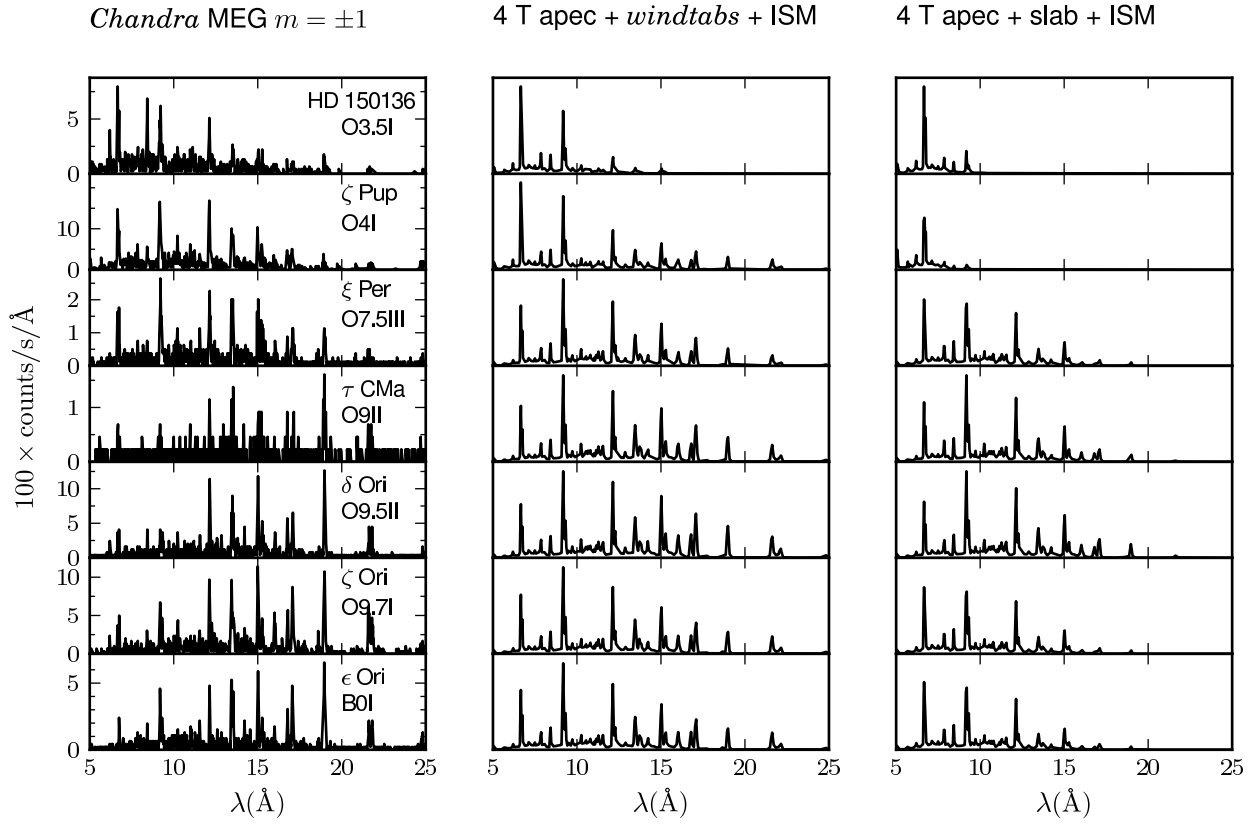 Chandra MEG m = ±1
4 T apec + windtabs + ISM
4 T apec + slab + ISM
100 × counts/s/Å
HD 150136
O3.5I
5
0
ζ Pup
O4I
10
0
ξ Per
O7.5III
2
1
0
τ CMa
O9II
1
0
δ Ori
O9.5II
10
5
0
ζ Ori
O9.7I
10
5
0
ϵ Ori
B0I
5
0
5 10 15 20 25
5 10 15 20 25
5 10 15 20 25
λ(Å)
λ(Å)
λ(Å)